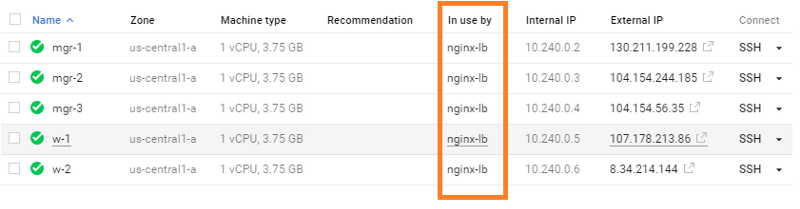 Name Zone Machine type Recommendation In use by Internal IP External IP Connect
mgr-1 us-central1-a 1 vCPU, 3.75 GB nginx-lb 10.240.0.2 130.211.199.228 SSH
mgr-2 us-central1-a 1 vCPU, 3.75 GB nginx-lb 10.240.0.3 104.154.244.185 SSH
mgr-3 us-central1-a 1 vCPU, 3.75 GB nginx-lb 10.240.0.4 104.154.56.35 SSH
w-1 us-central1-a 1 vCPU, 3.75 GB nginx-lb 10.240.0.5 107.178.213.86 SSH
w-2 us-central1-a 1 vCPU, 3.75 GB nginx-lb 10.240.0.6 8.34.214.144 SSH